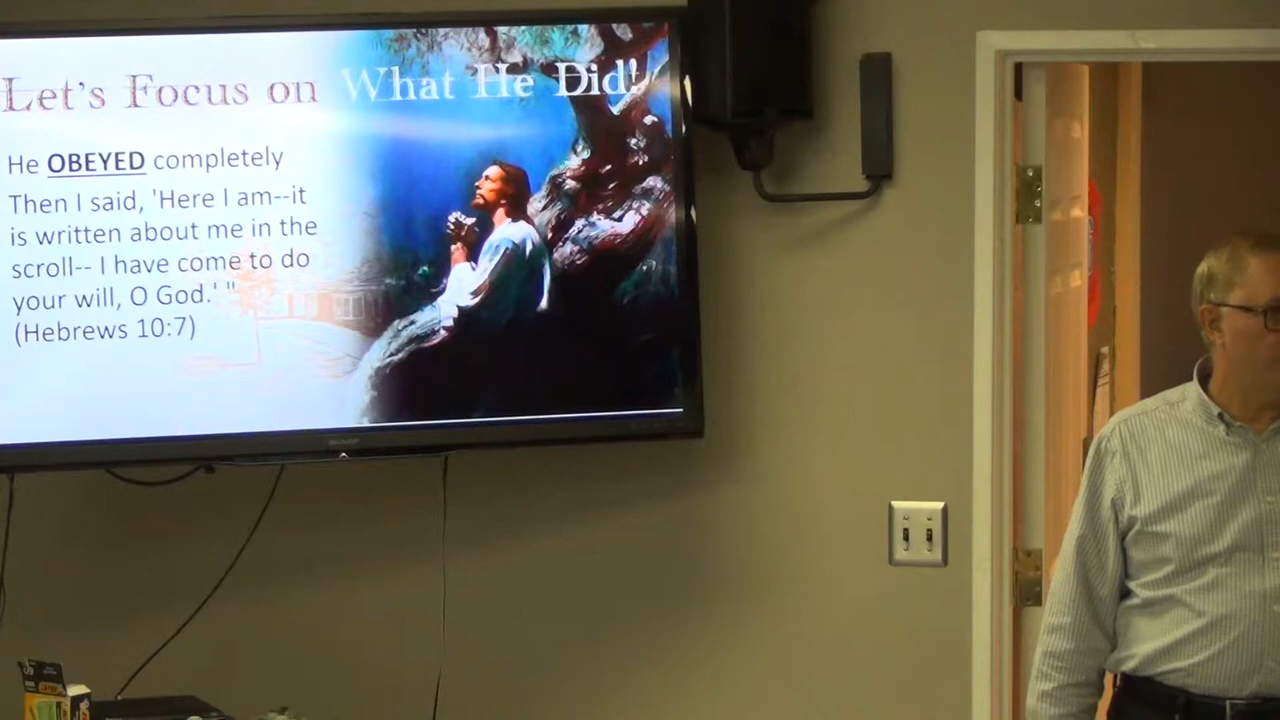 Let's Focus on What He Did!
He OBEYED completely
Then I said, 'Here I am--it
is written about me in the
scroll-- I have come to do
your will, O God.' "
(Hebrews 10:7)
SHARP